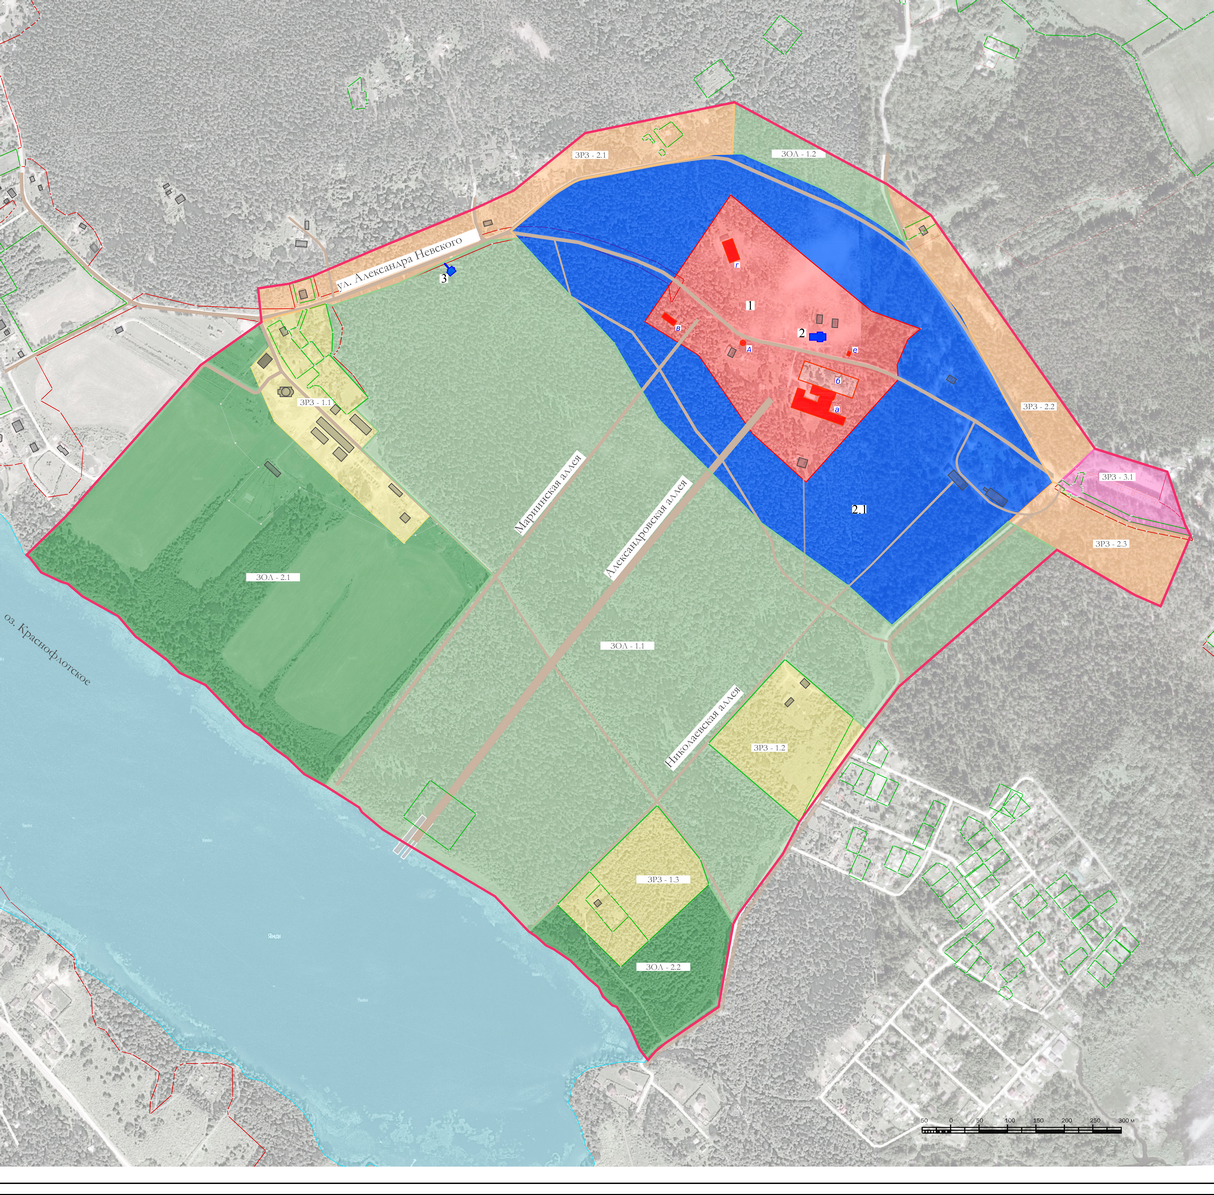 ЗРЗ - 2.1
ЗОЛ - 1.2
ул. Александра Невского
3
г
1
в
2
д
е
б
а
ЗРЗ - 1.1
ЗРЗ - 2.2
ЗРЗ - 3.1
Мариинская аллея
Александровская аллея
2.1
ЗРЗ - 2.3
ЗОЛ - 2.1
оз. Краснофлотское
ЗОЛ - 1.1
Николаевская аллея
ЗРЗ - 1.2
ЗРЗ - 1.3
ЗОЛ - 2.2
50 0 50 100 150 200 250 300 м